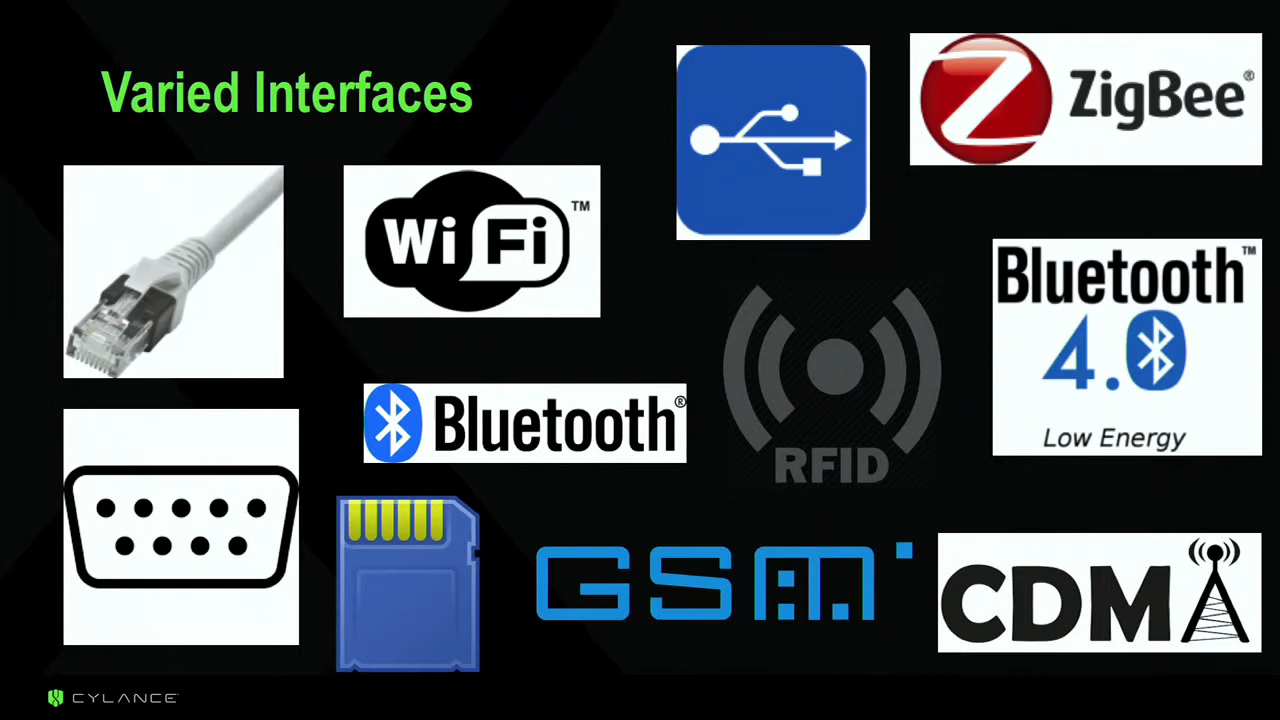 Varied Interfaces
ZigBee®
WiFi™
Bluetooth™
4.0
Low Energy
Bluetooth®
RFID
GSM
CDMA
CYLANCE